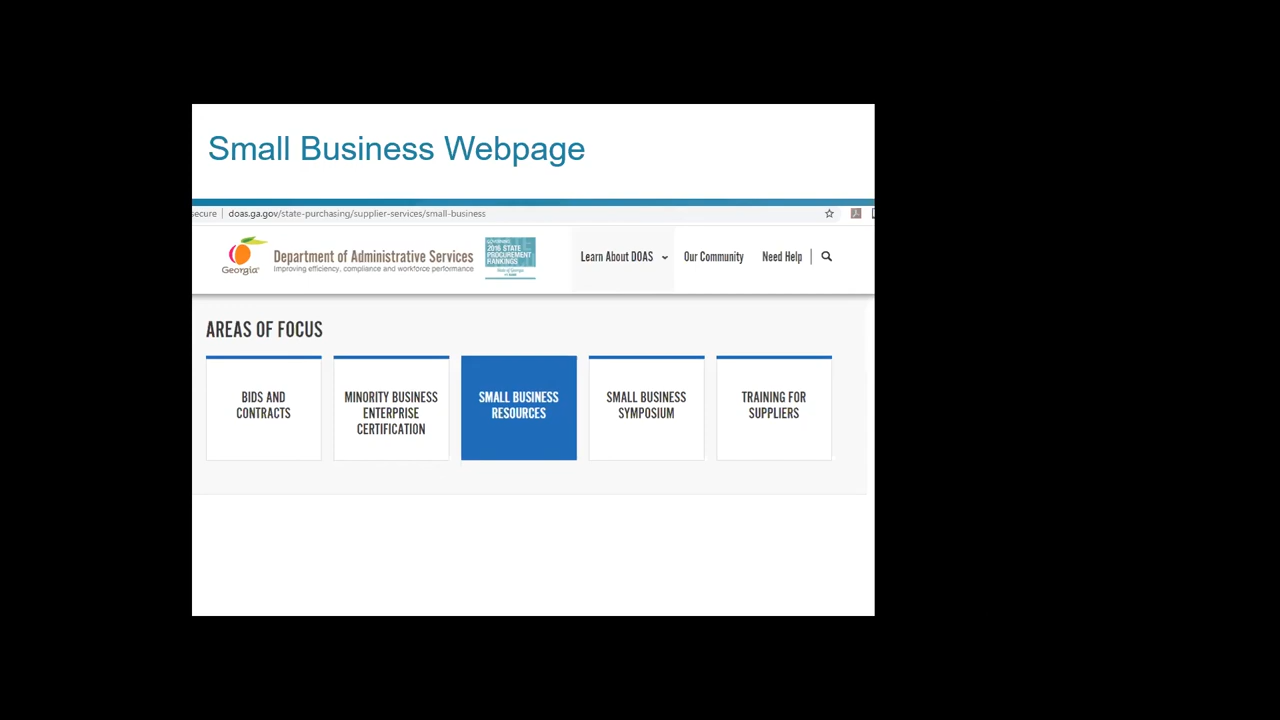 Small Business Webpage
ecure | doas.ga.gov/state-purchasing/supplier-services/small-business
Georgia
Department of Administrative Services
Improving efficiency, compliance and workforce performance
2016 STATE
PROCUREMENT
RANKINGS
Learn About DOAS
Our Community
Need Help
AREAS OF FOCUS
BIDS AND
CONTRACTS
MINORITY BUSINESS
ENTERPRISE
CERTIFICATION
SMALL BUSINESS
RESOURCES
SMALL BUSINESS
SYMPOSIUM
TRAINING FOR
SUPPLIERS